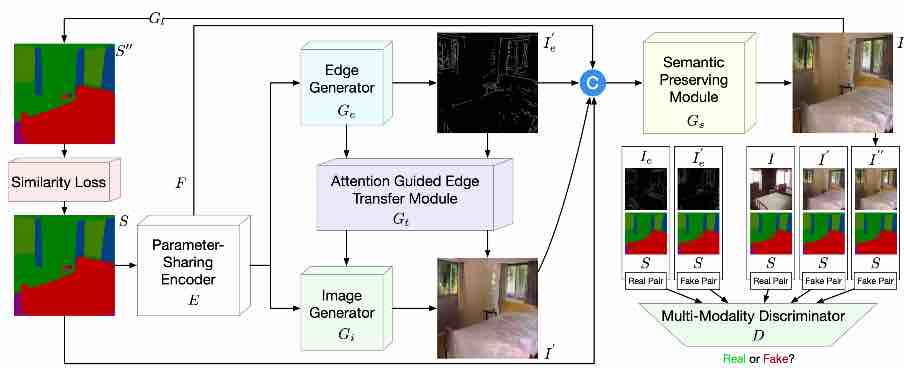 G_l
S''
I'_e
I
Edge
Generator
G_e
C
Semantic
Preserving
Module
G_s
Similarity Loss
F
Attention Guided Edge
Transfer Module
G_t
S
Parameter-
Sharing
Encoder
E
Image
Generator
G_i
I'
I_e
I'_e
I
I'
I''
S
S
S
S
S
Real Pair
Fake Pair
Real Pair
Fake Pair
Fake Pair
Multi-Modality Discriminator
D
Real or Fake?